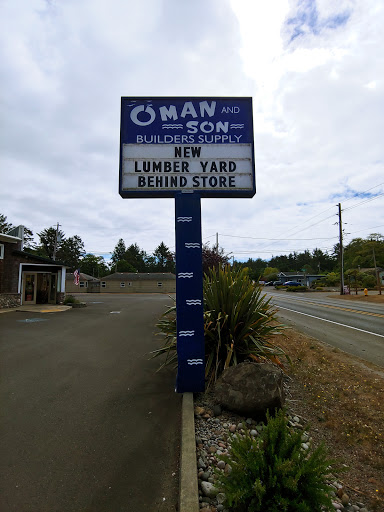 OMAN AND
SON
BUILDERS SUPPLY
NEW
LUMBER YARD
BEHIND STORE